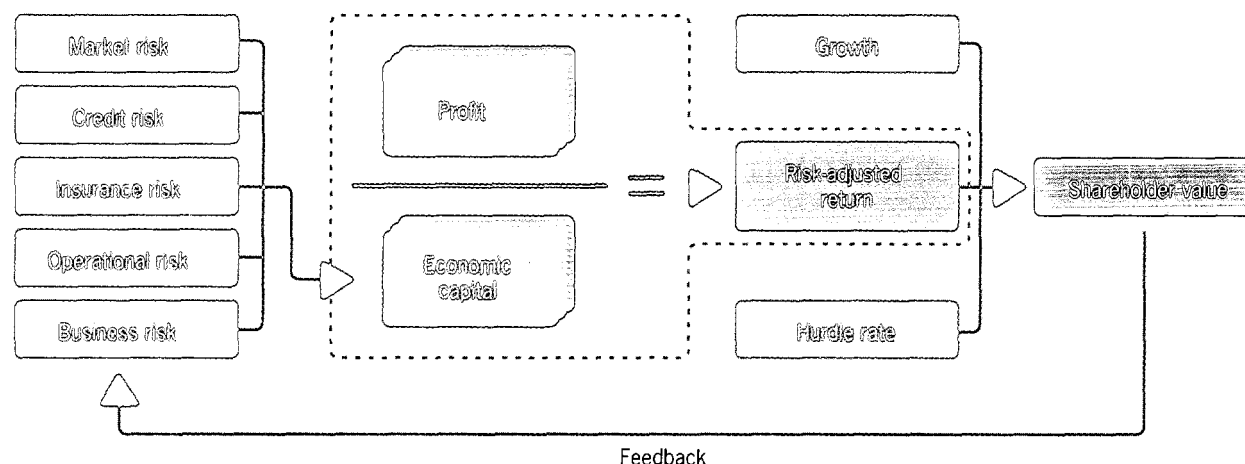 Market risk
Credit risk
Insurance risk
Operational risk
Business risk
Profit
Economic
capital
Growth
Risk-adjusted
return
Hurdle rate
Shareholder value
Feedback